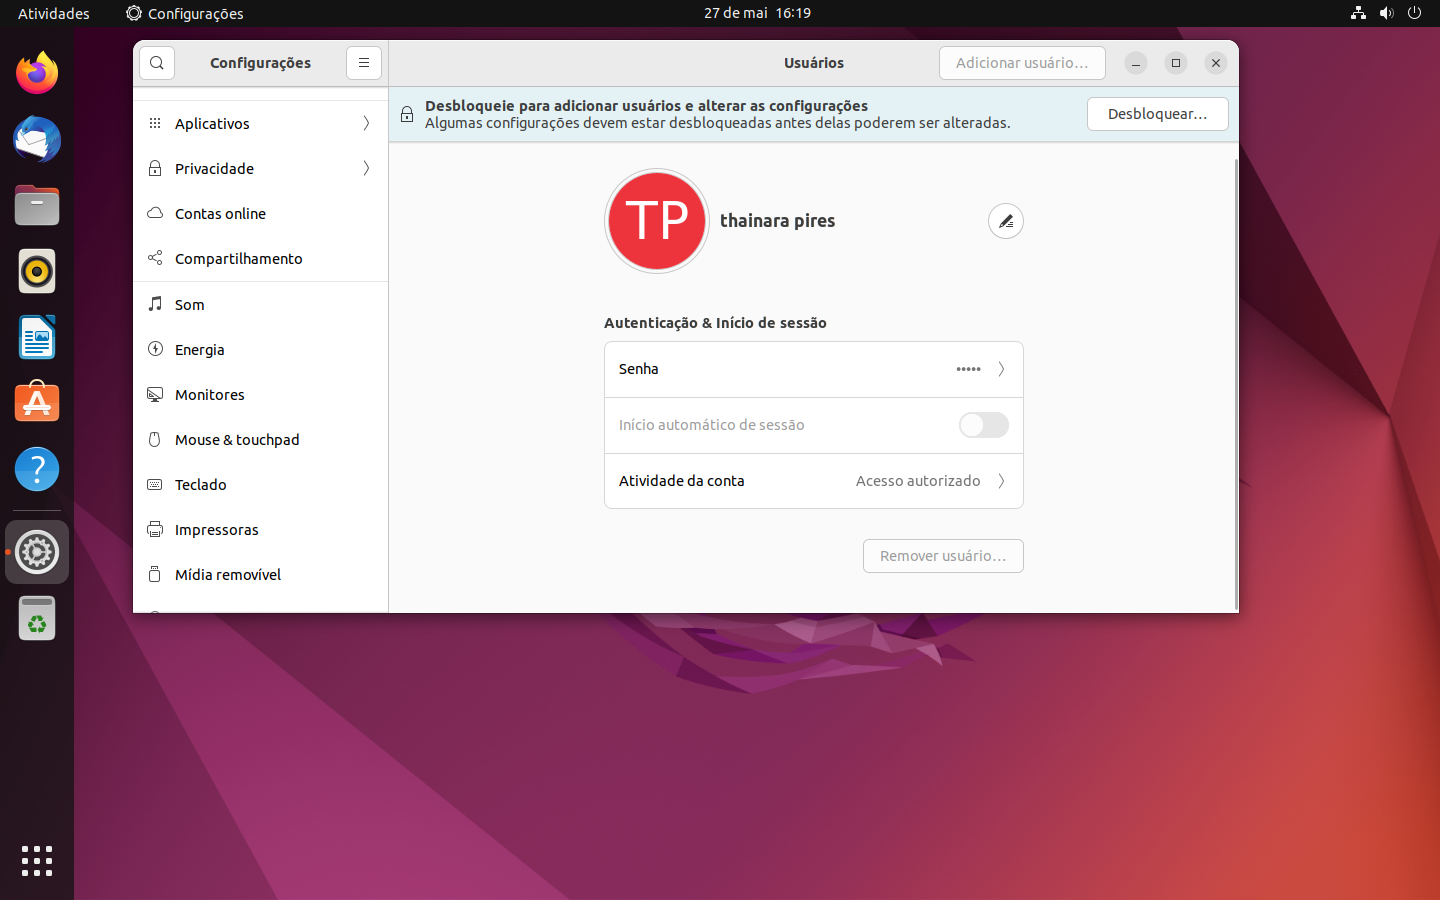 Atividades
Configurações
27 de mai  16:19
Configurações
Usuários
Adicionar usuário…
Desbloqueie para adicionar usuários e alterar as configurações
Algumas configurações devem estar desbloqueadas antes delas poderem ser alteradas.
Desbloquear…
Aplicativos
Privacidade
Contas online
Compartilhamento
Som
Energia
Monitores
Mouse & touchpad
Teclado
Impressoras
Mídia removível
TP
thainara pires
Autenticação & Início de sessão
Senha •••••
Início automático de sessão
Atividade da conta Acesso autorizado
Remover usuário…